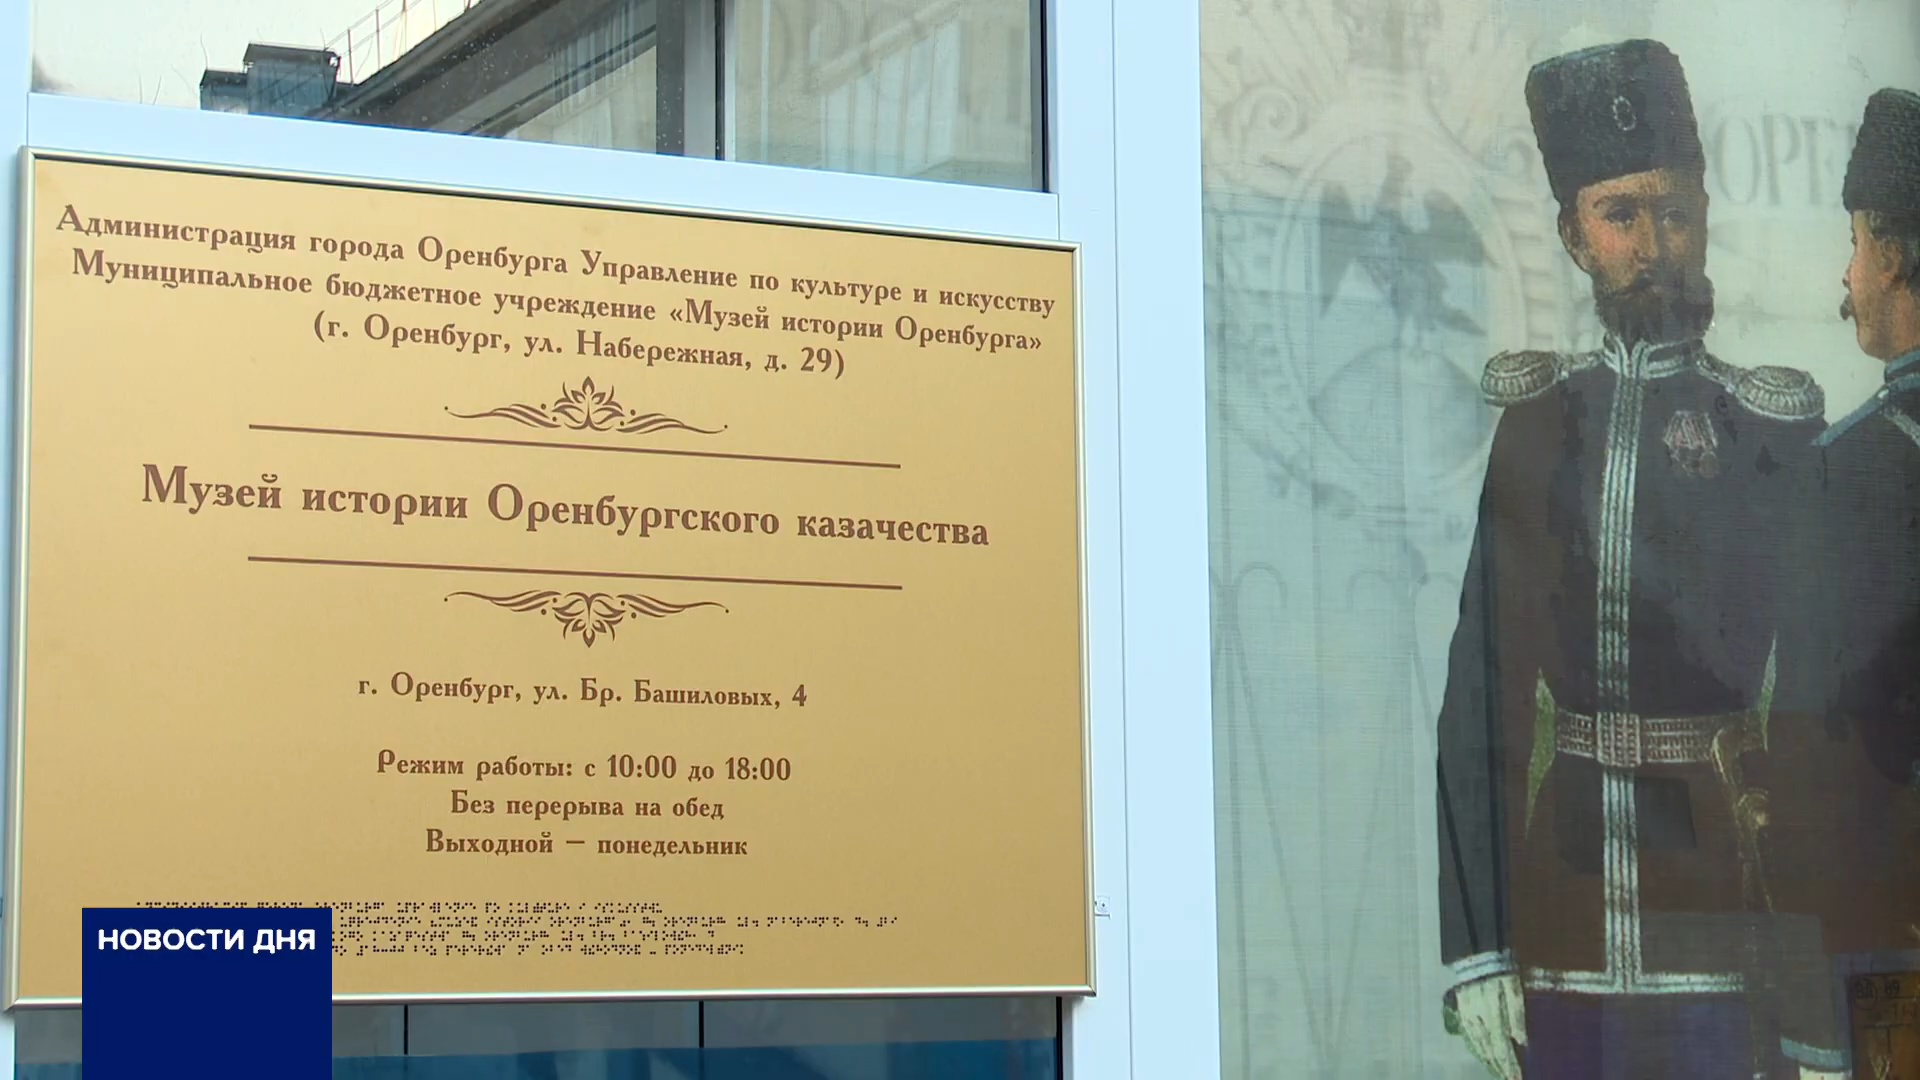 Администрация города Оренбурга Управление по культуре и искусству
Муниципальное бюджетное учреждение «Музей истории Оренбурга»
(г. Оренбург, ул. Набережная, д. 29)
Музей истории Оренбургского казачества
г. Оренбург, ул. Бр. Башиловых, 4
Режим работы: с 10:00 до 18:00
Без перерыва на обед
Выходной – понедельник
НОВОСТИ ДНЯ